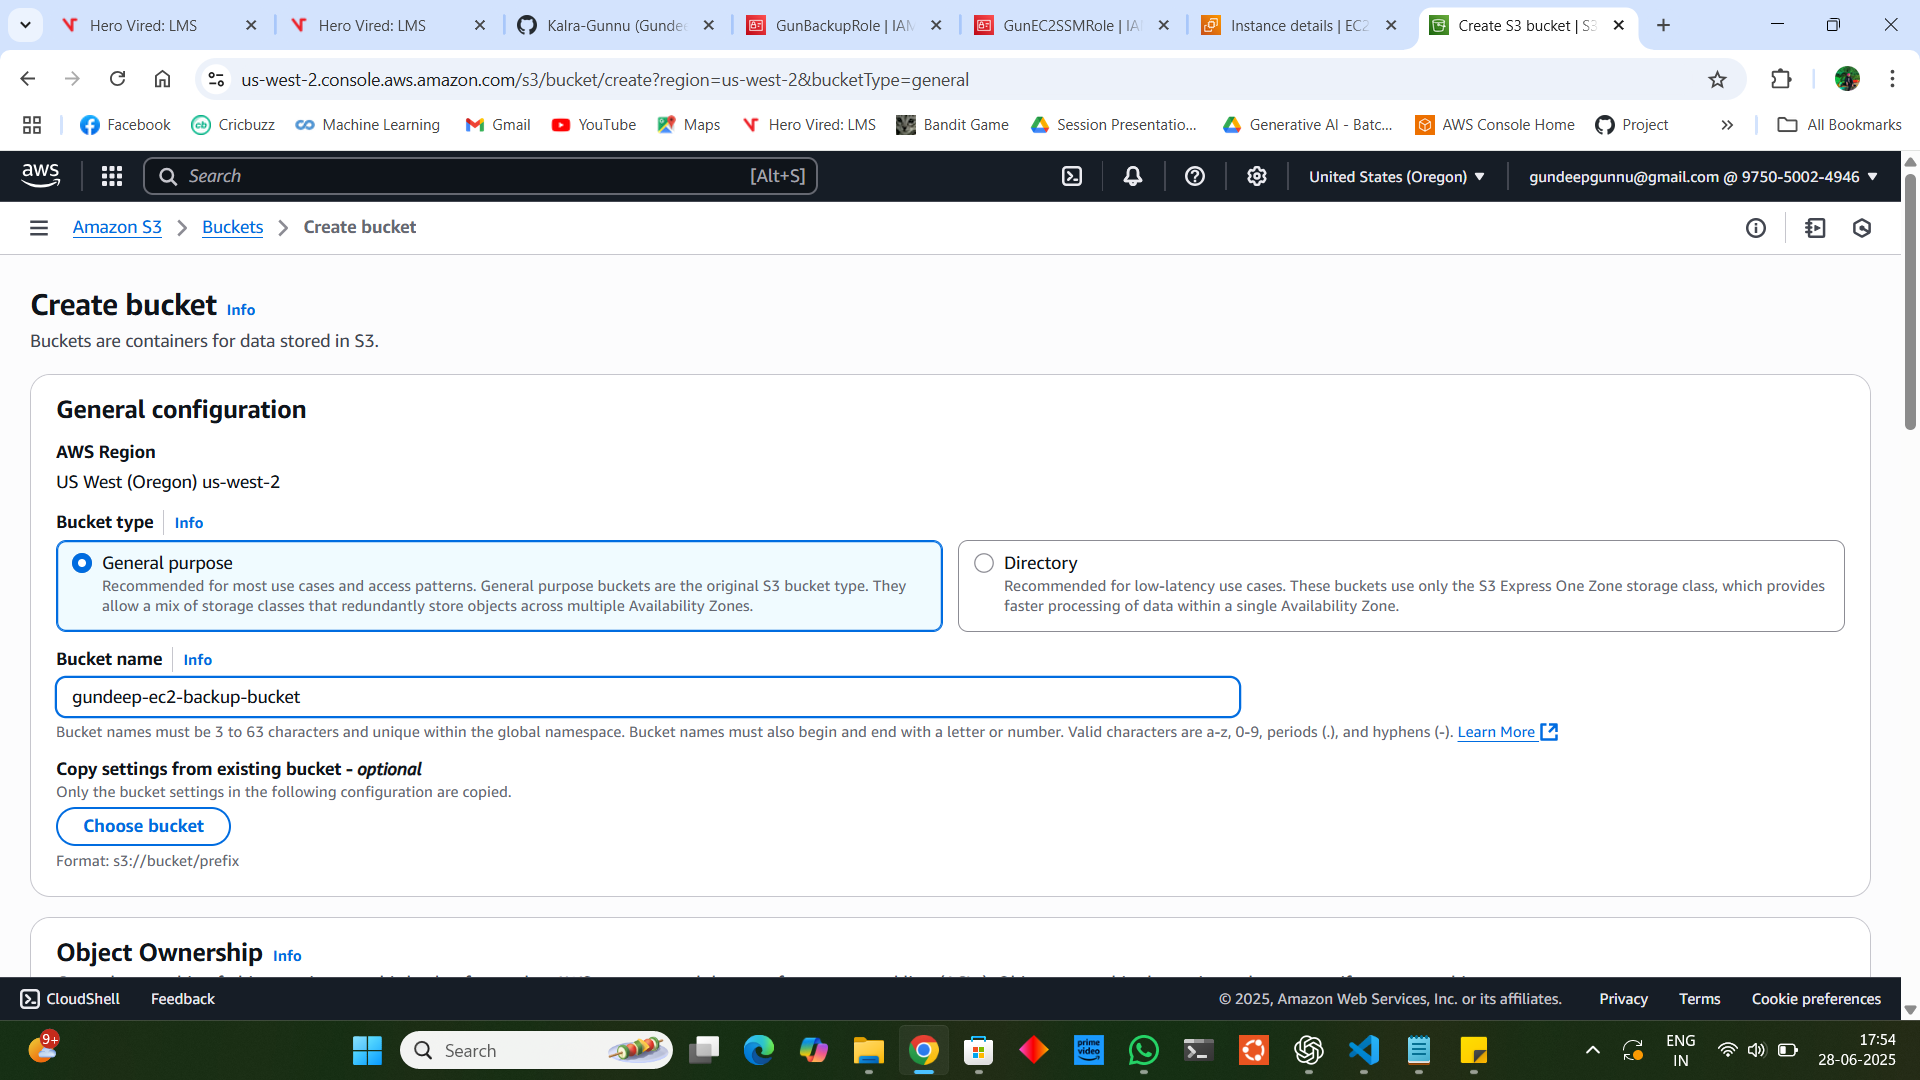 Hero Vired: LMS
Hero Vired: LMS
Kalra-Gunnu (Gunde
GunBackupRole | IAM
GunEC2SSMRole | IA
Instance details | EC2
Create S3 bucket | S3
us-west-2.console.aws.amazon.com/s3/bucket/create?region=us-west-2&bucketType=general
Facebook
Cricbuzz
Machine Learning
Gmail
YouTube
Maps
Hero Vired: LMS
Bandit Game
Session Presentatio...
Generative AI - Batc...
AWS Console Home
Project
All Bookmarks
aws
Search
[Alt+S]
United States (Oregon)
gundeepgunnu@gmail.com @ 9750-5002-4946
Amazon S3
Buckets
Create bucket
Create bucket Info
Buckets are containers for data stored in S3.
General configuration
AWS Region
US West (Oregon) us-west-2
Bucket type Info
General purpose
Recommended for most use cases and access patterns. General purpose buckets are the original S3 bucket type. They
allow a mix of storage classes that redundantly store objects across multiple Availability Zones.
Directory
Recommended for low-latency use cases. These buckets use only the S3 Express One Zone storage class, which provides
faster processing of data within a single Availability Zone.
Bucket name Info
gundeep-ec2-backup-bucket
Bucket names must be 3 to 63 characters and unique within the global namespace. Bucket names must also begin and end with a letter or number. Valid characters are a-z, 0-9, periods (.), and hyphens (-). Learn More
Copy settings from existing bucket - optional
Only the bucket settings in the following configuration are copied.
Choose bucket
Format: s3://bucket/prefix
Object Ownership Info
CloudShell
Feedback
© 2025, Amazon Web Services, Inc. or its affiliates.
Privacy
Terms
Cookie preferences
9+
Search
prime video
ENG
IN
17:54
28-06-2025